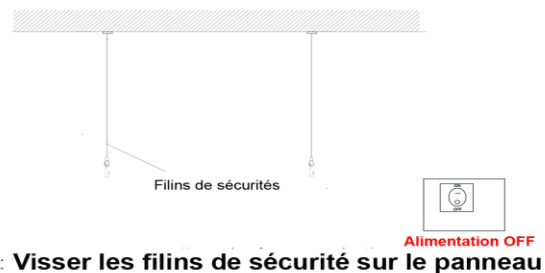 Filins de sécurités
ON
OFF
Alimentation OFF
: Visser les filins de sécurité sur le panneau